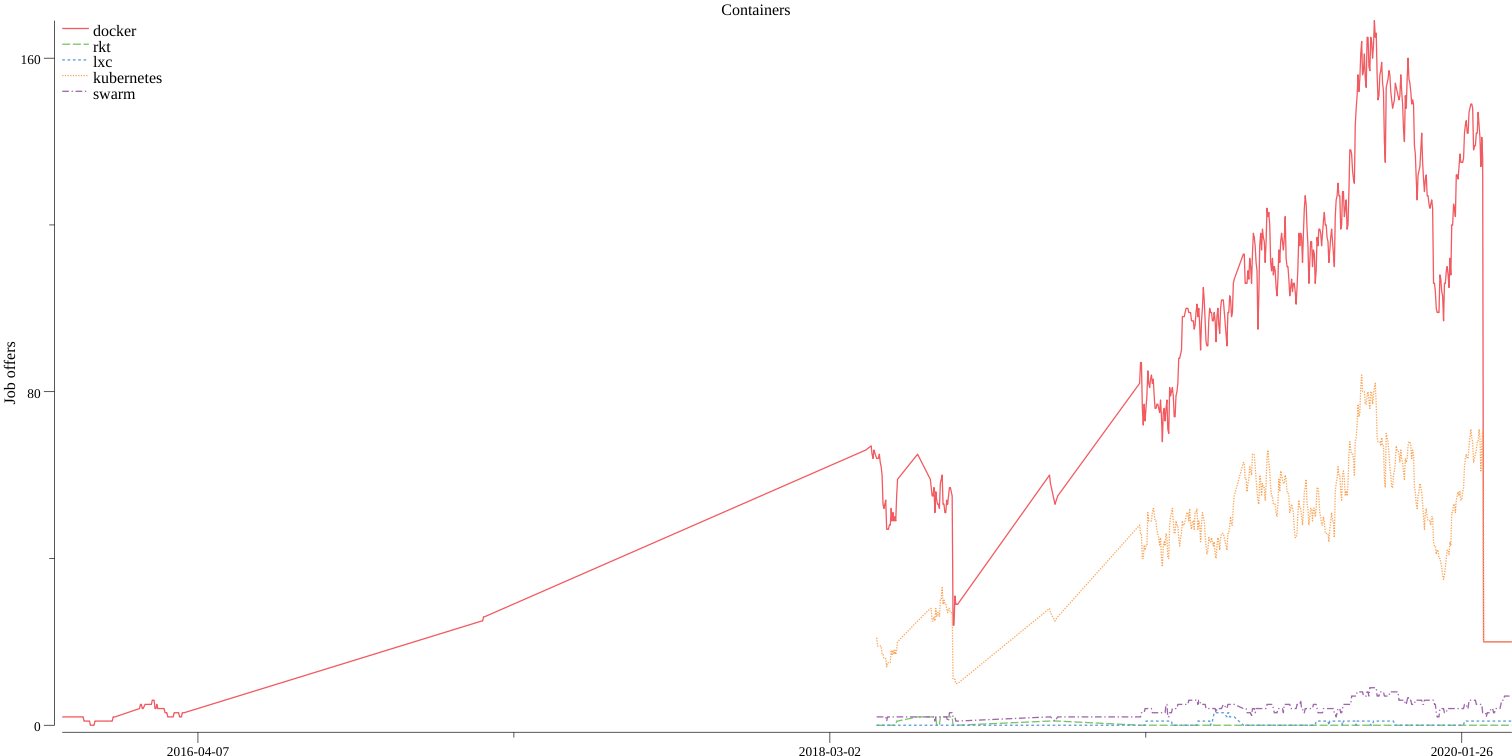 Containers
docker
rkt
lxc
kubernetes
swarm
160
80
0
Job offers
2016-04-07
2018-03-02
2020-01-26